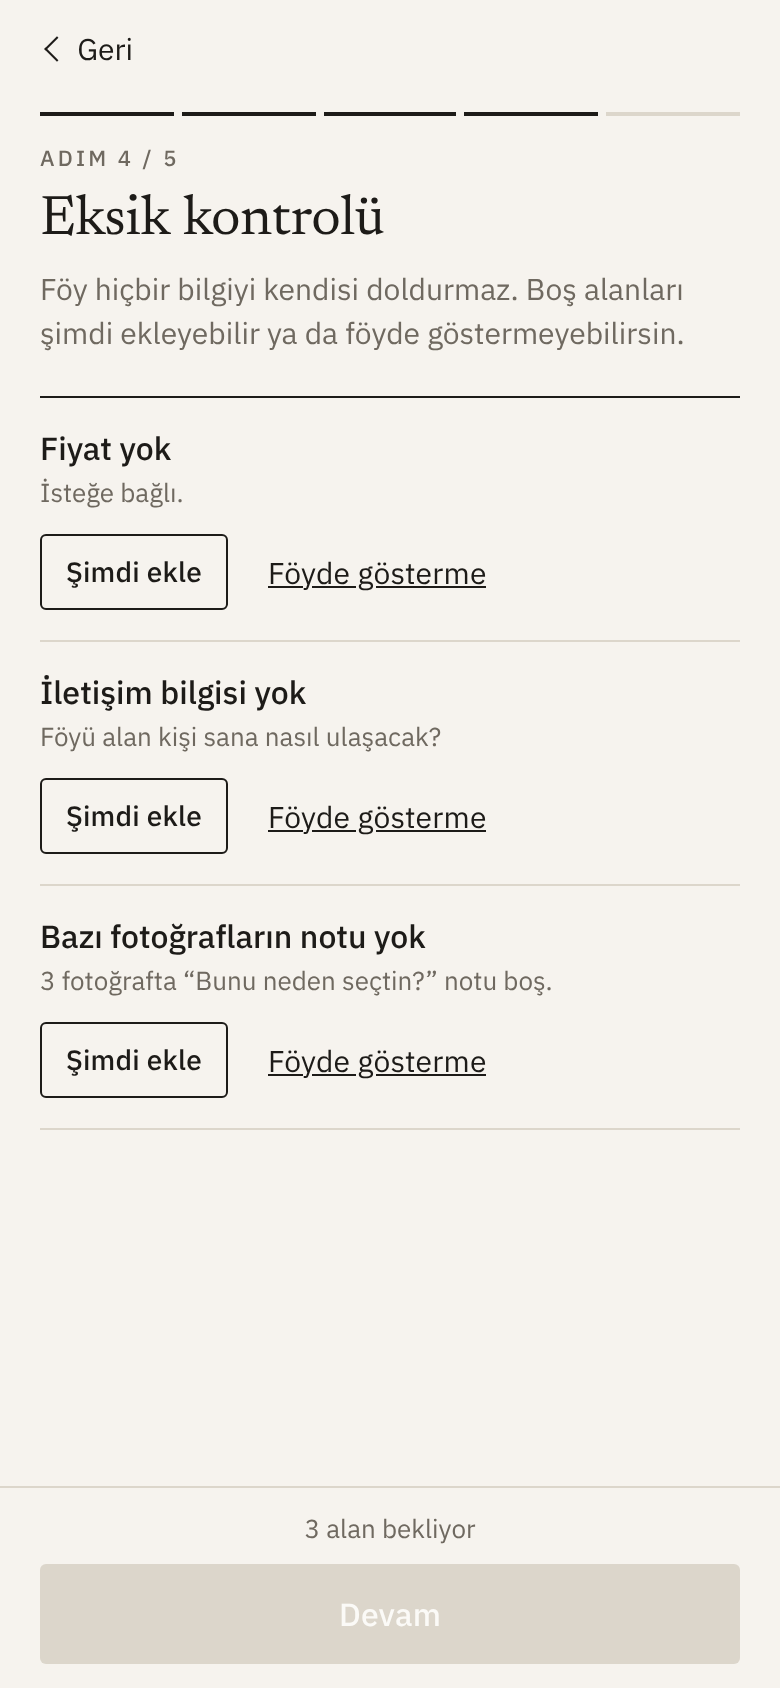 Geri
ADIM 4 / 5
Eksik kontrolü
Föy hiçbir bilgiyi kendisi doldurmaz. Boş alanları
şimdi ekleyebilir ya da föyde göstermeyebilirsin.
Fiyat yok
İsteğe bağlı.
Şimdi ekle Föyde gösterme
İletişim bilgisi yok
Föyü alan kişi sana nasıl ulaşacak?
Şimdi ekle Föyde gösterme
Bazı fotoğrafların notu yok
3 fotoğrafta “Bunu neden seçtin?” notu boş.
Şimdi ekle Föyde gösterme
3 alan bekliyor
Devam